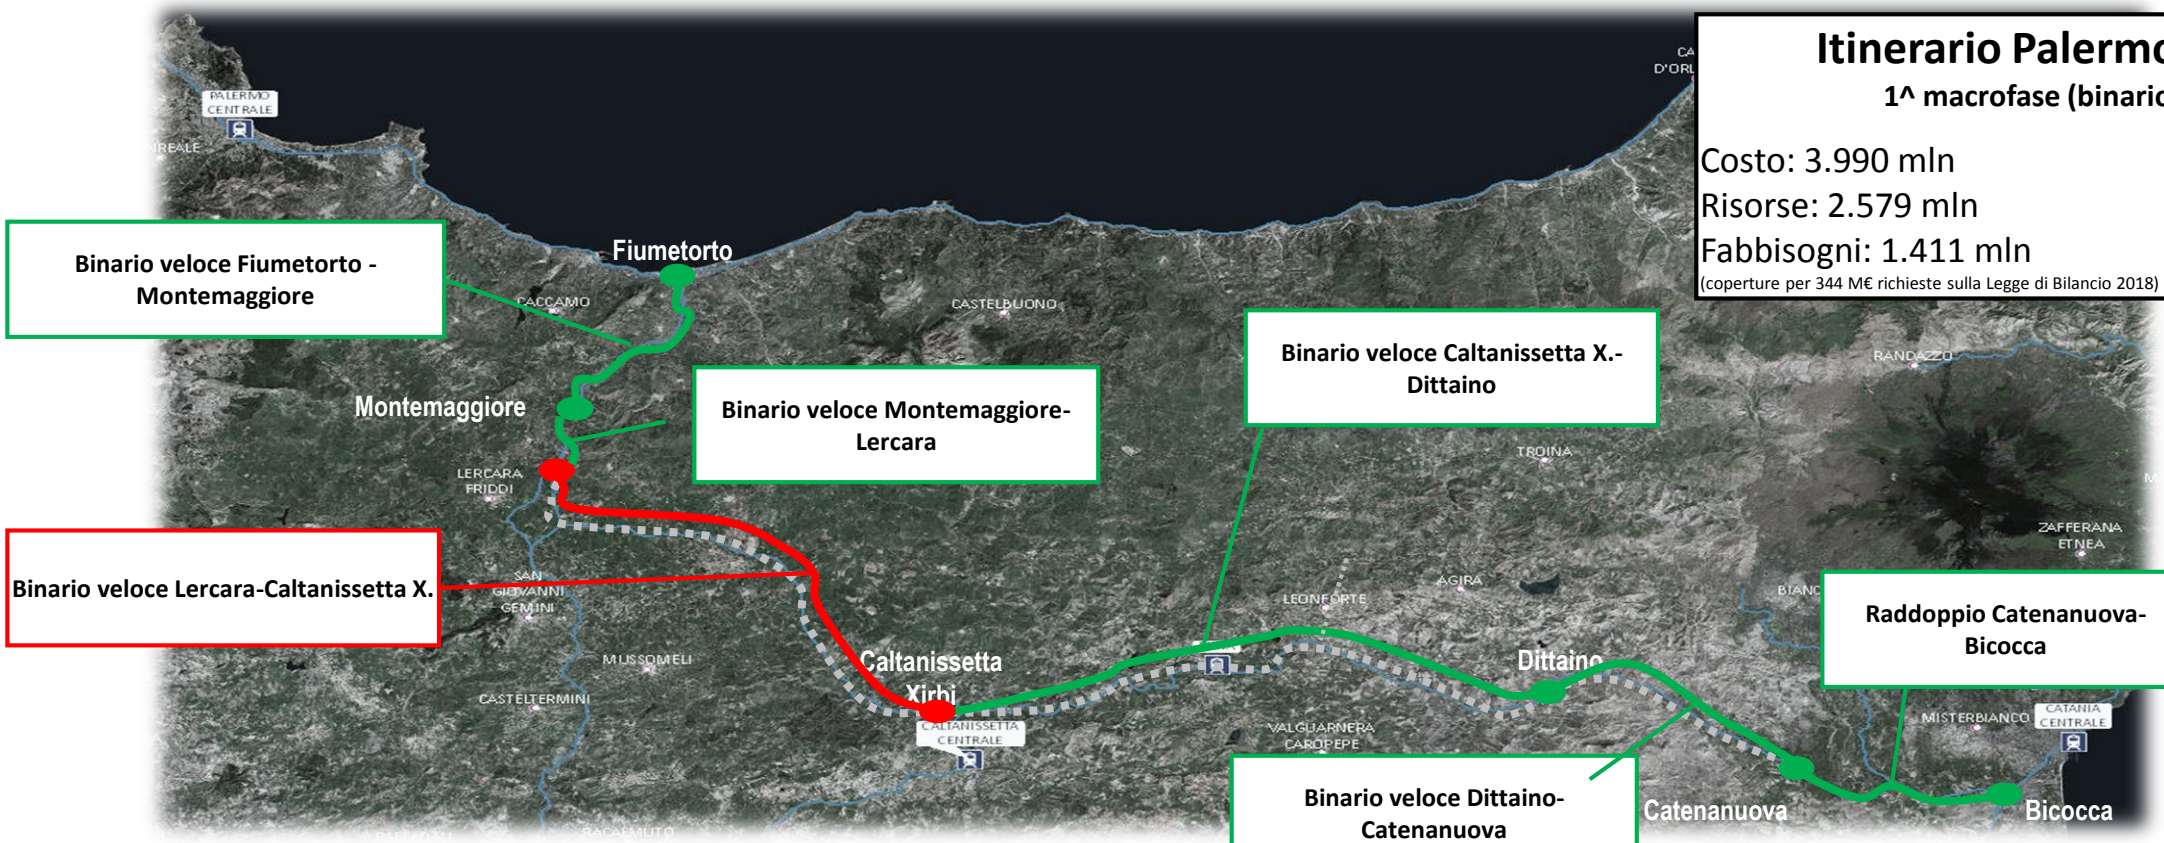 Itinerario Palermo
1^ macrofase (binario
Costo: 3.990 mln
Risorse: 2.579 mln
Fabbisogni: 1.411 mln
(coperture per 344 M€ richieste sulla Legge di Bilancio 2018)
PALERMO
CENTRALE
Binario veloce Fiumetorto -
Montemaggiore
Fiumetorto
CACCAMO
CASTELBUONO
Binario veloce Caltanissetta X.-
Dittaino
RANDAZZO
Montemaggiore
Binario veloce Montemaggiore-
Lercara
LERCARA
FRIDDI
TROINA
ZAFFERANA
ETNEA
Binario veloce Lercara-Caltanissetta X.
SAN
GIOVANNI
GEMINI
LEONFORTE
AGIRA
Raddoppio Catenanuova-
Bicocca
MUSSOMELI
Caltanissetta
Xirbi
Dittaino
CASTELTERMINI
CALTANISSETTA
CENTRALE
VALGUARNERA
CAROPEPE
MISTERBIANCO
CATANIA
CENTRALE
Binario veloce Dittaino-
Catenanuova
Catenanuova
Bicocca
RACALMUTO